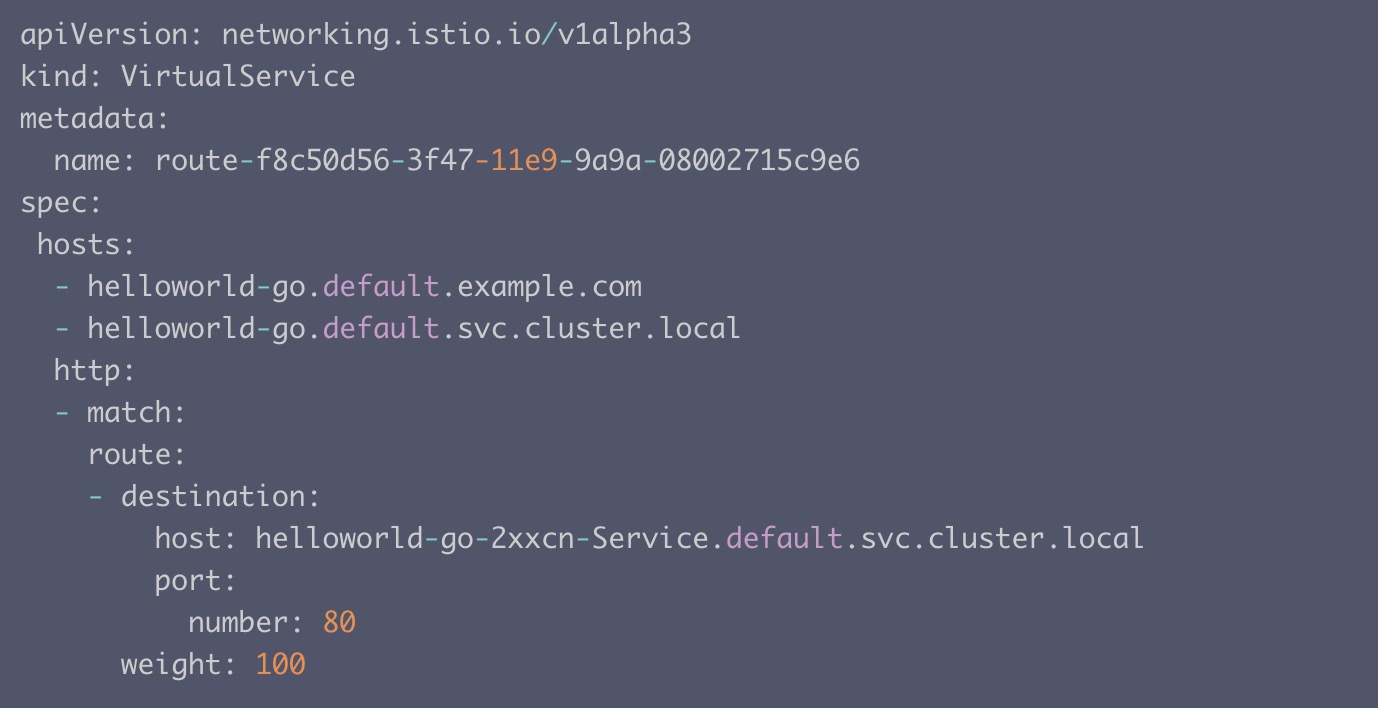 apiVersion: networking.istio.io/v1alpha3
kind: VirtualService
metadata:
  name: route-f8c50d56-3f47-11e9-9a9a-08002715c9e6
spec:
 hosts:
  - helloworld-go.default.example.com
  - helloworld-go.default.svc.cluster.local
  http:
  - match:
    route:
    - destination:
        host: helloworld-go-2xxcn-Service.default.svc.cluster.local
        port:
          number: 80
      weight: 100